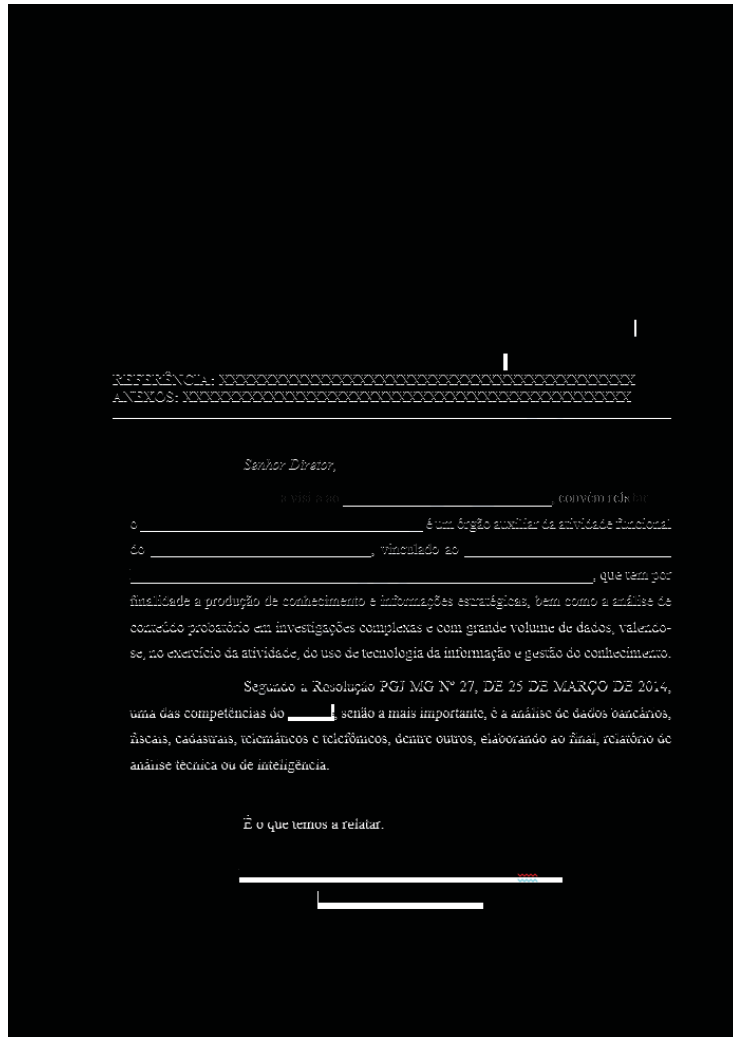 REFERÊNCIA: XXXXXXXXXXXXXXXXXXXXXXXXXXXXXXXXXXX
ANEXOS: XXXXXXXXXXXXXXXXXXXXXXXXXXXXXXXXXXXXXX
Senhor Diretor,
, convém relatar
o é um órgão auxiliar da atividade funcional
do , vinculado ao
, que tem por
finalidade a produção de conhecimento e informações estratégicas, bem como a análise de
conteúdo probatório em investigações complexas e com grande volume de dados, valendo-
se, no exercício da atividade, do uso de tecnologia da informação e gestão do conhecimento.
Segundo a Resolução PGJ MG Nº 27, DE 25 DE MARÇO DE 2014,
uma das competências do , senão a mais importante, é a análise de dados bancários,
fiscais, cadastrais, telemáticos e telefônicos, dentre outros, elaborando ao final, relatório de
análise técnica ou de inteligência.
É o que temos a relatar.